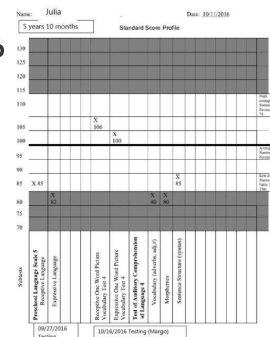 Name: Julia Date: 10/11/2016
5 years 10 months Standard Score Profile
130
125
120
115
110
105
100
95
90
85
80
75
70
X
106
X
100
X 85
X
82
X
80
X
80
X
85
Subtests
Preschool Language Scale 5
Receptive Language
Expressive Language
Receptive One Word Picture
Vocabulary Test 4
Expressive One Word Picture
Vocabulary Test 4
Test of Auditory Comprehension
of Language 4
Vocabulary (adverbs, adj,)
Morphemes
Sentence Structure (syntax)
09/27/2016
Testing
10/16/2016 Testing (Margo)